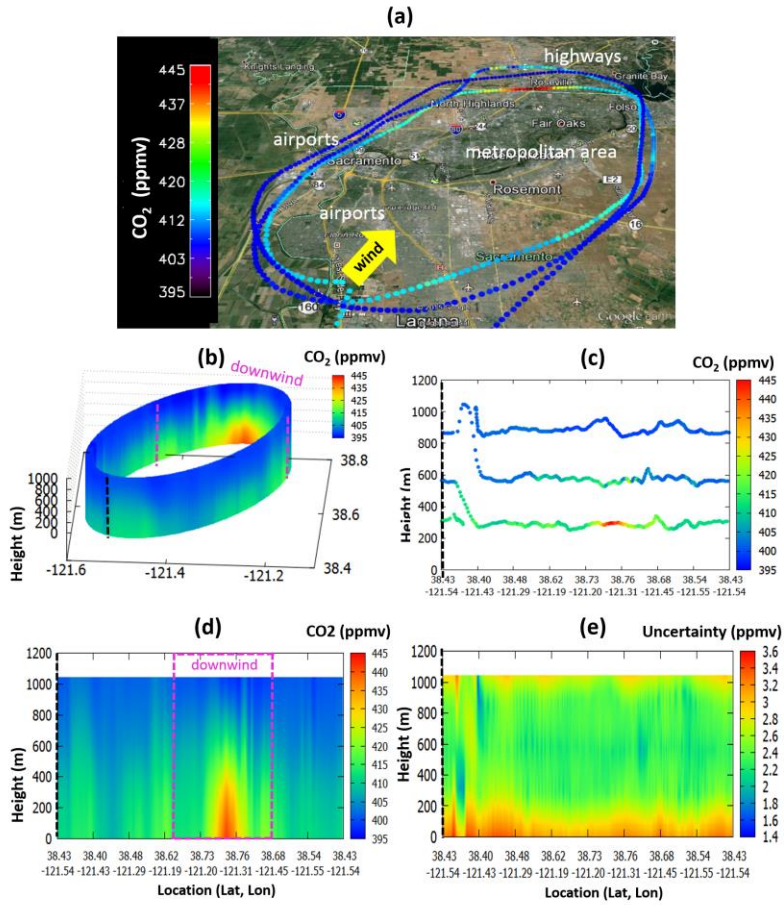 (a)
CO2 (ppmv)
445
437
428
420
412
403
395
highways
Knights Landing
Granite Bay
Roseville
North Highlands
Folso
airports
Fair Oaks
Sacramento
metropolitan area
Rosemont
E2
16
airports
wind
Sacramento
160
Laguna
Google
(b)
CO2 (ppmv)
downwind
445
435
425
415
405
395
1000
800
600
400
200
0
Height (m)
-121.6
-121.4
-121.2
38.8
38.6
38.4
(c)
CO2 (ppmv)
1200
1000
800
600
400
200
0
Height (m)
445
440
435
430
425
420
415
410
405
400
395
38.43 38.40 38.48 38.62 38.73 38.76 38.68 38.54 38.43
-121.54 -121.29 -121.19 -121.20 -121.31 -121.46 -121.55 -121.54
(d)
CO2 (ppmv)
downwind
1200
1000
800
600
400
200
0
Height (m)
445
440
435
430
425
420
415
410
405
400
395
38.43 38.40 38.48 38.62 38.73 38.76 38.68 38.55 38.43
-121.54 -121.29 -121.19 -121.20 -121.31 -121.46 -121.54 -121.54
Location (Lat, Lon)
(e)
Uncertainty (ppmv)
1200
1000
800
600
400
200
0
Height (m)
3.6
3.4
3.2
3.0
2.8
2.6
2.4
2.2
2.0
1.8
1.6
1.4
38.43 38.40 38.48 38.62 38.73 38.76 38.68 38.55 38.43
-121.54 -121.29 -121.19 -121.20 -121.31 -121.46 -121.54 -121.54
Location (Lat, Lon)